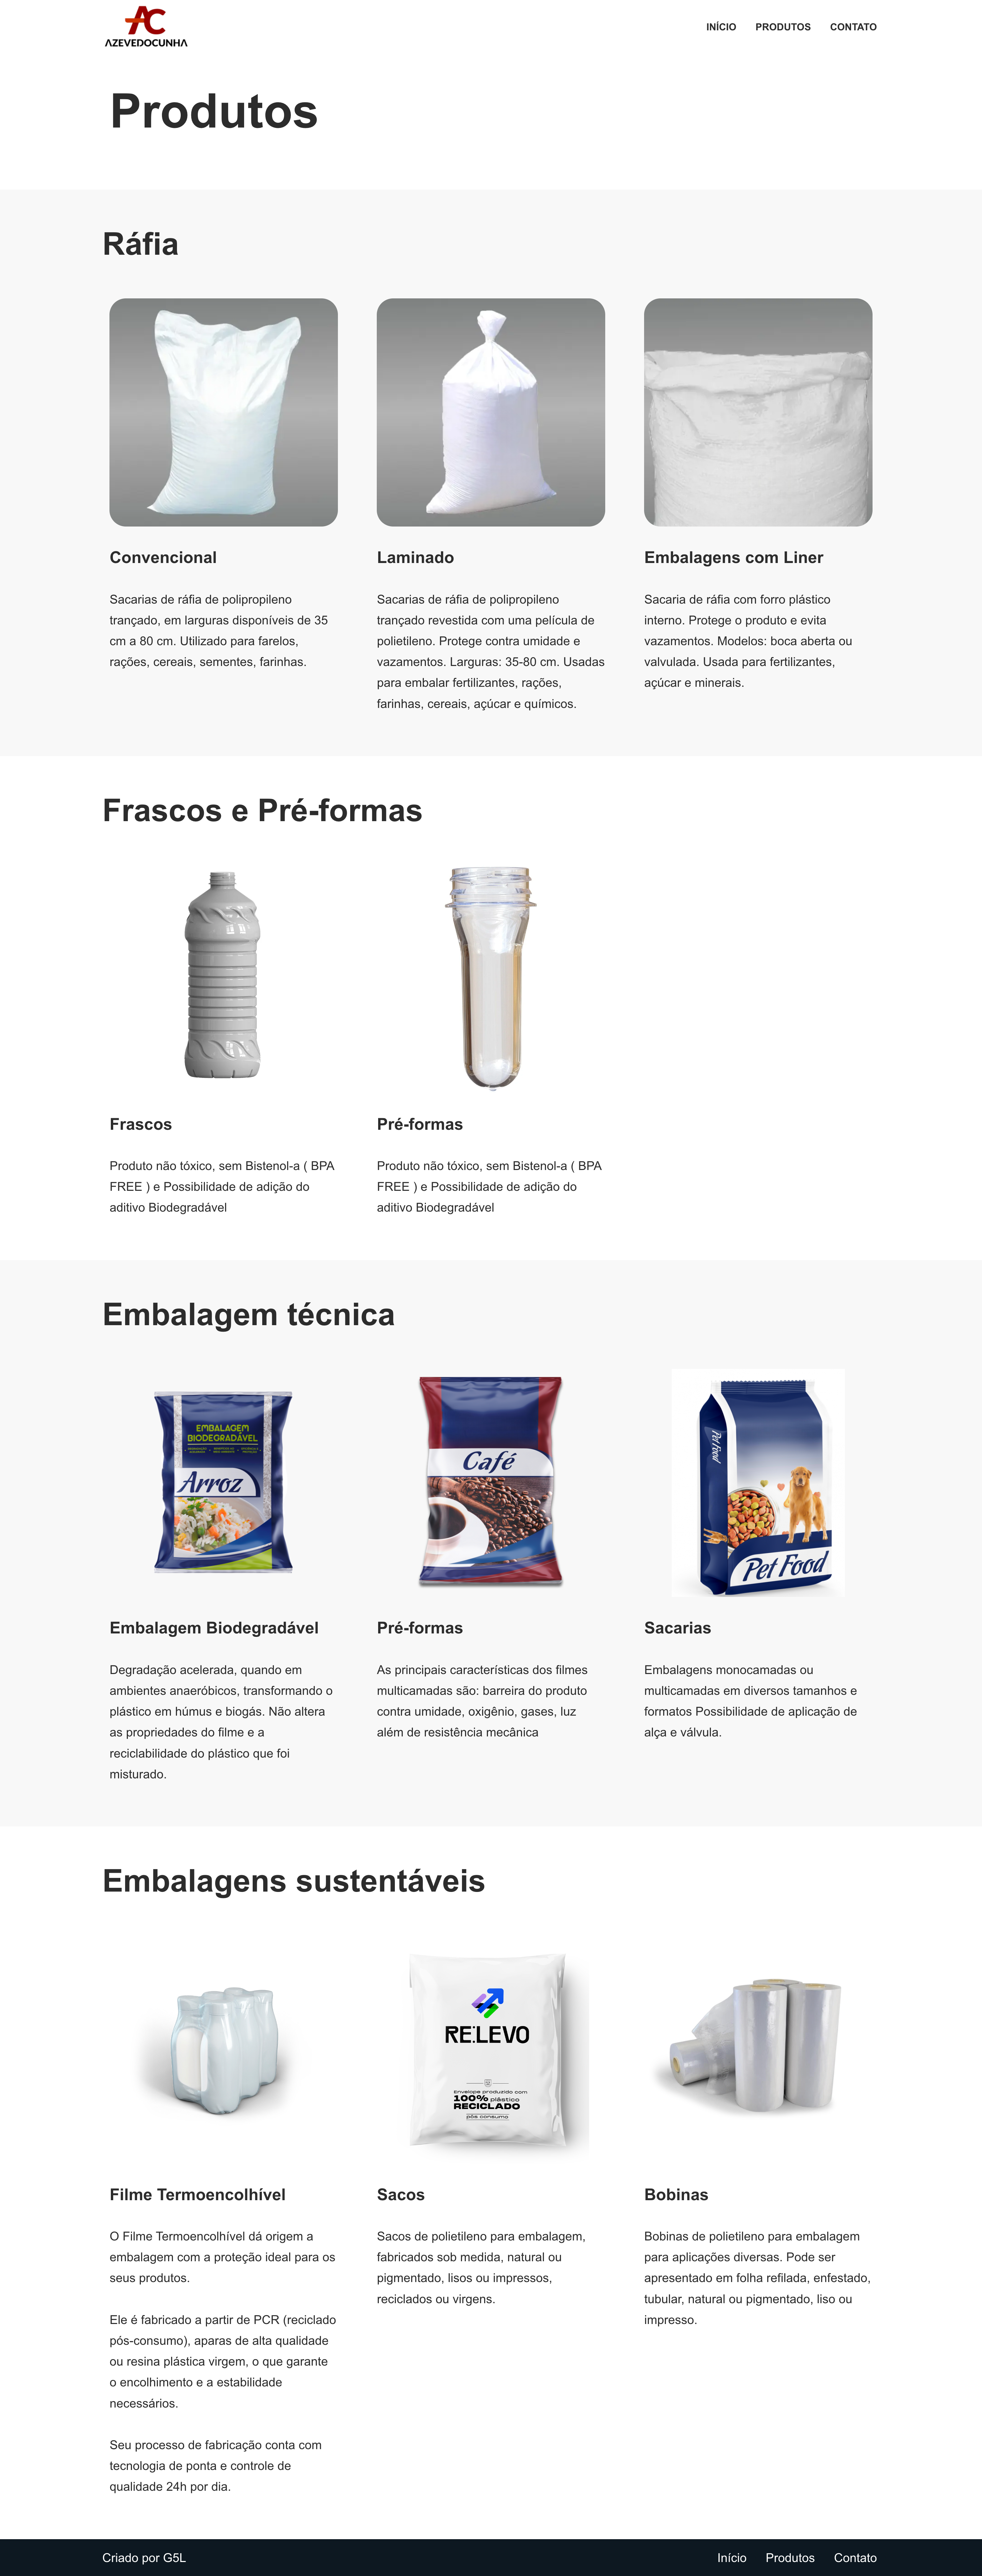 AC
AZEVEDOCUNHA
INÍCIO PRODUTOS CONTATO
Produtos
Ráfia
Convencional
Sacarias de ráfia de polipropileno
trançado, em larguras disponíveis de 35
cm a 80 cm. Utilizado para farelos,
rações, cereais, sementes, farinhas.
Laminado
Sacarias de ráfia de polipropileno
trançado revestida com uma película de
polietileno. Protege contra umidade e
vazamentos. Larguras: 35-80 cm. Usadas
para embalar fertilizantes, rações,
farinhas, cereais, açúcar e químicos.
Embalagens com Liner
Sacaria de ráfia com forro plástico
interno. Protege o produto e evita
vazamentos. Modelos: boca aberta ou
valvulada. Usada para fertilizantes,
açúcar e minerais.
Frascos e Pré-formas
Frascos
Produto não tóxico, sem Bistenol-a ( BPA
FREE ) e Possibilidade de adição do
aditivo Biodegradável
Pré-formas
Produto não tóxico, sem Bistenol-a ( BPA
FREE ) e Possibilidade de adição do
aditivo Biodegradável
Embalagem técnica
EMBALAGEM
BIODEGRADÁVEL
Arroz
Embalagem Biodegradável
Degradação acelerada, quando em
ambientes anaeróbicos, transformando o
plástico em húmus e biogás. Não altera
as propriedades do filme e a
reciclabilidade do plástico que foi
misturado.
Café
Pré-formas
As principais características dos filmes
multicamadas são: barreira do produto
contra umidade, oxigênio, gases, luz
além de resistência mecânica
Pet Food
Pet Food
Sacarias
Embalagens monocamadas ou
multicamadas em diversos tamanhos e
formatos Possibilidade de aplicação de
alça e válvula.
Embalagens sustentáveis
Filme Termoencolhível
O Filme Termoencolhível dá origem a
embalagem com a proteção ideal para os
seus produtos.
Ele é fabricado a partir de PCR (reciclado
pós-consumo), aparas de alta qualidade
ou resina plástica virgem, o que garante
o encolhimento e a estabilidade
necessários.
Seu processo de fabricação conta com
tecnologia de ponta e controle de
qualidade 24h por dia.
RE:LEVO
Envelope produzido com
100% plástico
RECICLADO
pós consumo
Sacos
Sacos de polietileno para embalagem,
fabricados sob medida, natural ou
pigmentado, lisos ou impressos,
reciclados ou virgens.
Bobinas
Bobinas de polietileno para embalagem
para aplicações diversas. Pode ser
apresentado em folha refilada, enfestado,
tubular, natural ou pigmentado, liso ou
impresso.
Criado por G5L
Início Produtos Contato